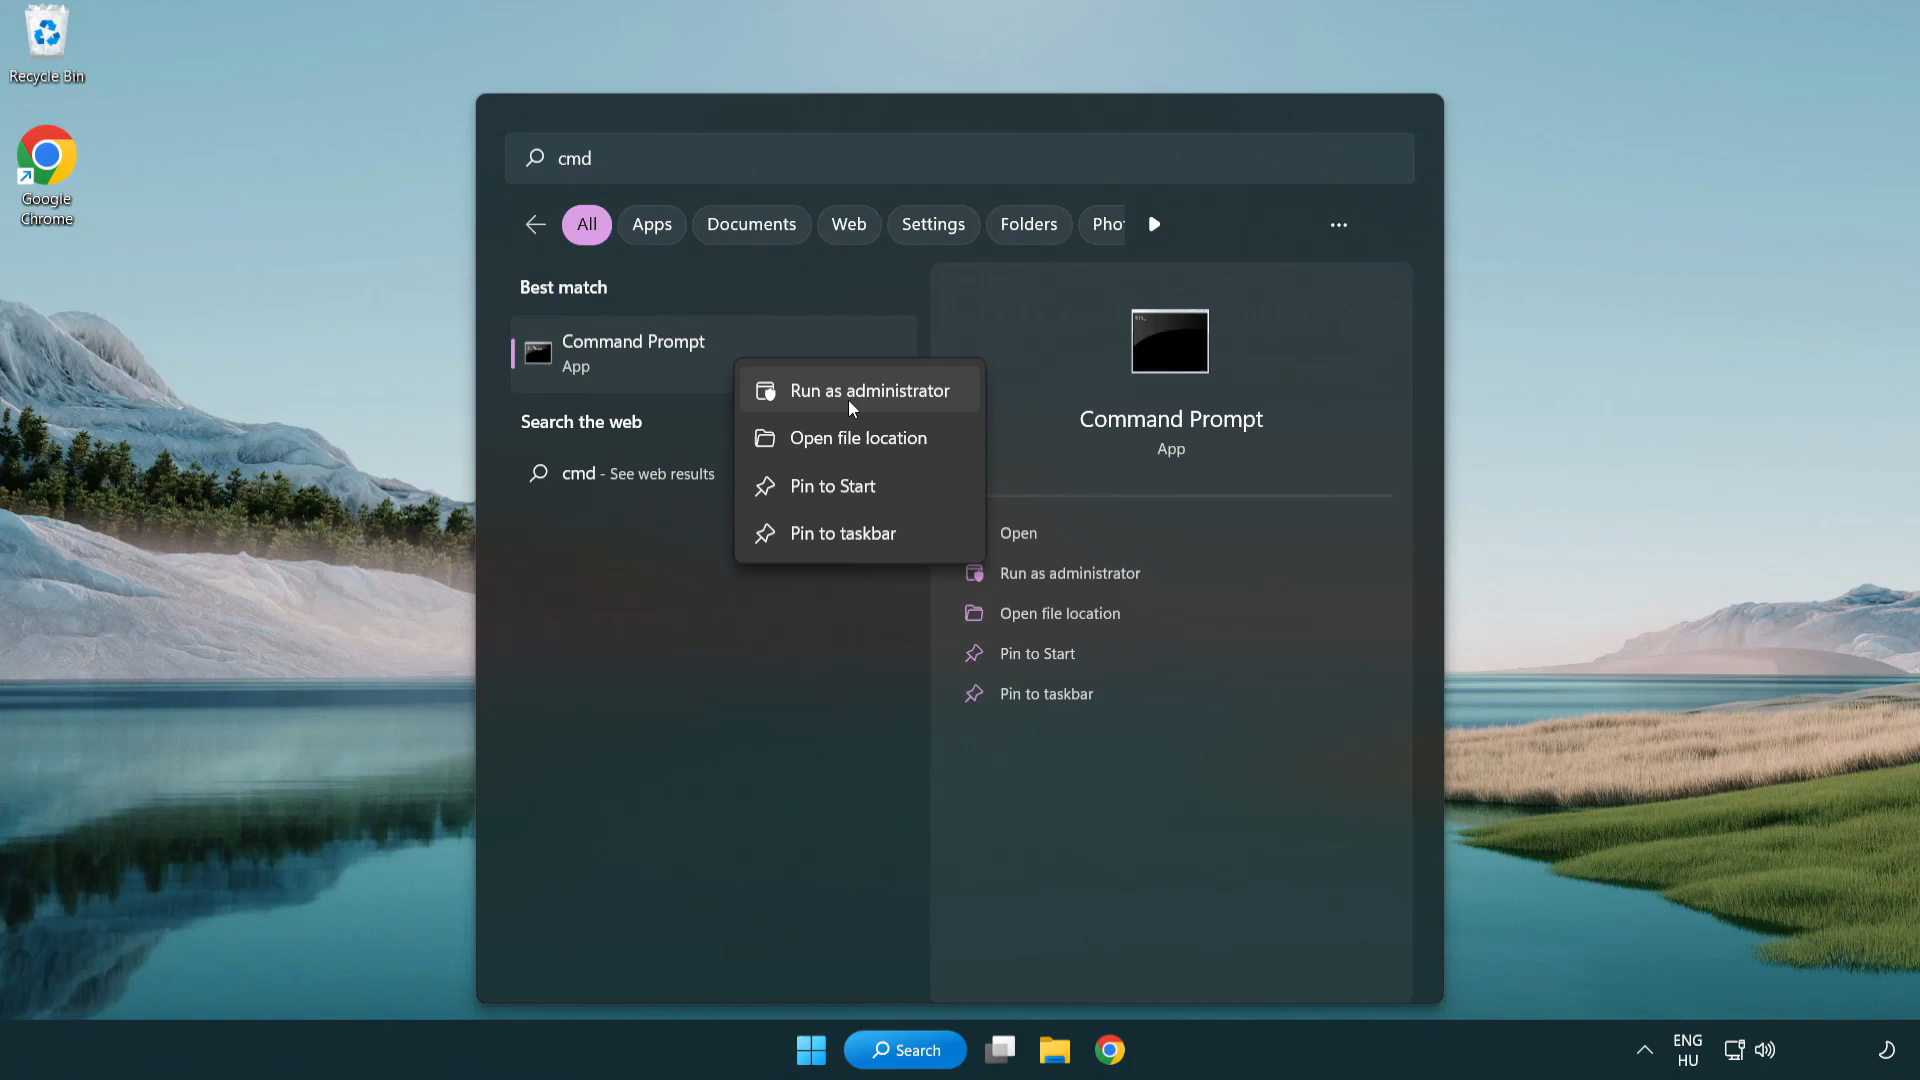 Recycle Bin
Google
Chrome
cmd
All
Apps
Documents
Web
Settings
Folders
Pho
Best match
Command Prompt
App
Search the web
cmd - See web results
Run as administrator
Open file location
Pin to Start
Pin to taskbar
Command Prompt
App
Open
Run as administrator
Open file location
Pin to Start
Pin to taskbar
Search
ENG
HU